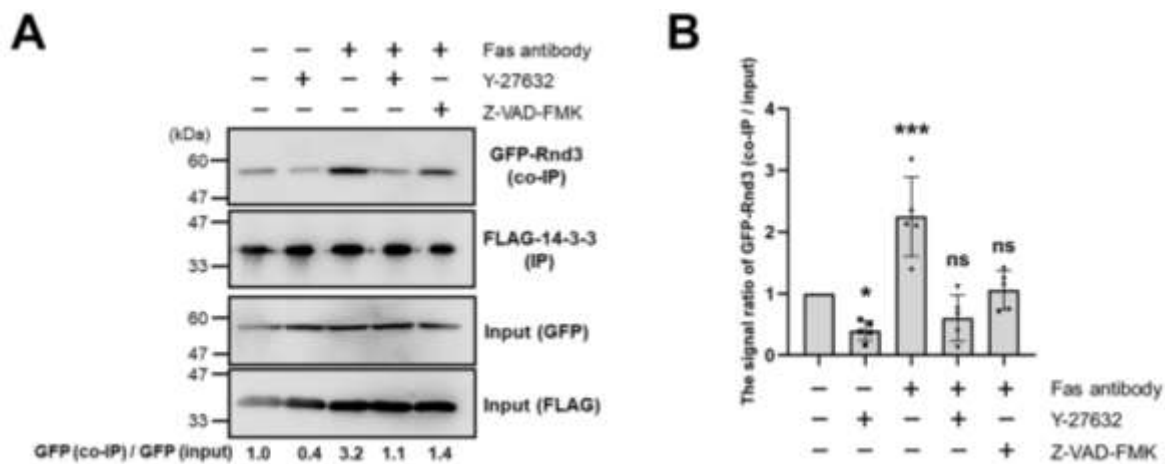 A
− − + + + Fas antibody
− + − + − Y-27632
− − − − + Z-VAD-FMK
(kDa)
60
47
GFP-Rnd3
(co-IP)
47
33
FLAG-14-3-3
(IP)
60
47
Input (GFP)
47
33
Input (FLAG)
GFP (co-IP) / GFP (input) 1.0 0.4 3.2 1.1 1.4
B
The signal ratio of GFP-Rnd3 (co-IP / input)
4
3
2
1
0
*
***
ns
ns
− − + + + Fas antibody
− + − + − Y-27632
− − − − + Z-VAD-FMK